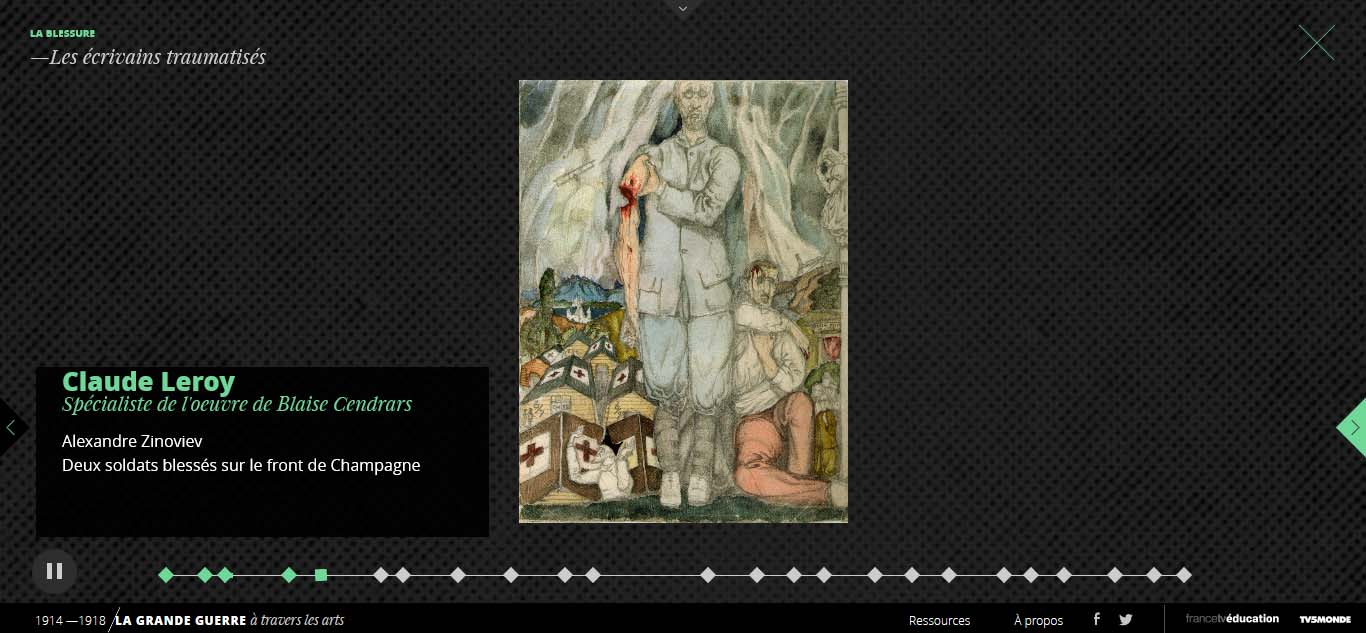 LA BLESSURE
—Les écrivains traumatisés
Claude Leroy
Spécialiste de l'oeuvre de Blaise Cendrars
Alexandre Zinoviev
Deux soldats blessés sur le front de Champagne
1914 —1918 / LA GRANDE GUERRE à travers les arts
Ressources
À propos
francetvéducation
TV5MONDE